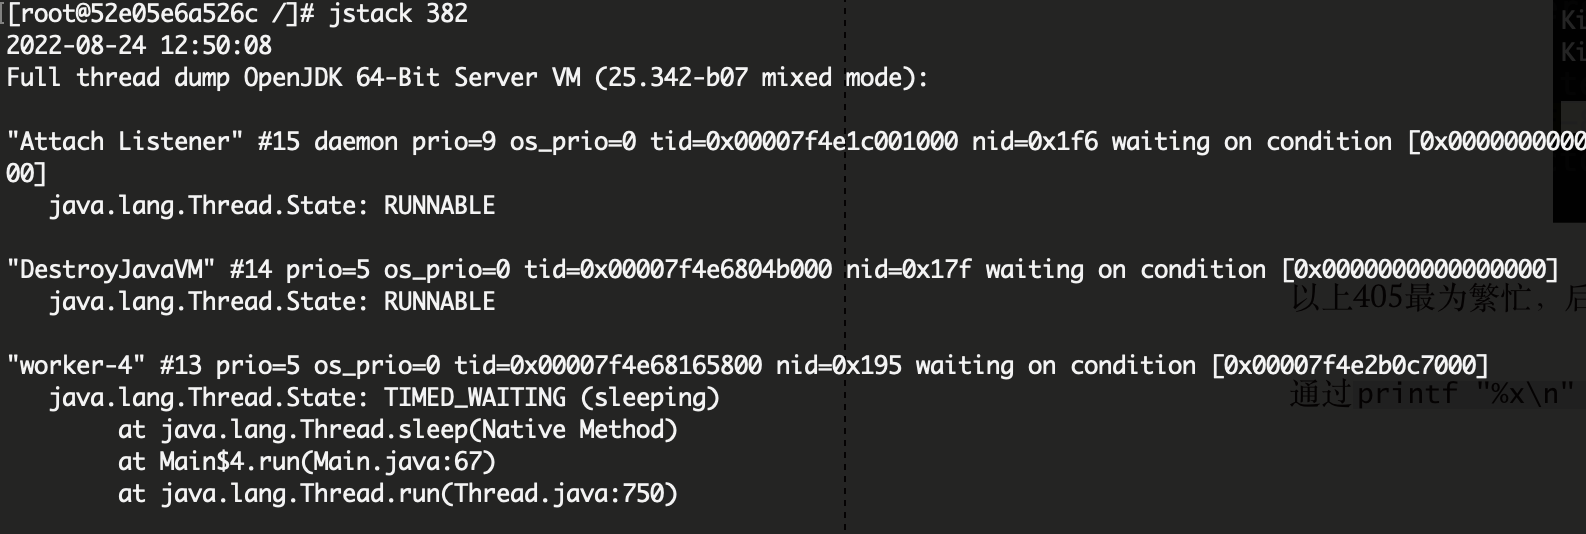 [[root@52e05e6a526c /]# jstack 382
2022-08-24 12:50:08
Full thread dump OpenJDK 64-Bit Server VM (25.342-b07 mixed mode):
"Attach Listener" #15 daemon prio=9 os_prio=0 tid=0x00007f4e1c001000 nid=0x1f6 waiting on condition [0x0000000000
00]
java.lang.Thread.State: RUNNABLE
"DestroyJavaVM" #14 prio=5 os_prio=0 tid=0x00007f4e6804b000 nid=0x17f waiting on condition [0x0000000000000000]
java.lang.Thread.State: RUNNABLE
以上405最为繁忙，后
"worker-4" #13 prio=5 os_prio=0 tid=0x00007f4e68165800 nid=0x195 waiting on condition [0x00007f4e2b0c7000]
java.lang.Thread.State: TIMED_WAITING (sleeping)
通过printf "%x\n"
at java.lang.Thread.sleep(Native Method)
at Main$4.run(Main.java:67)
at java.lang.Thread.run(Thread.java:750)
Ki
Ki